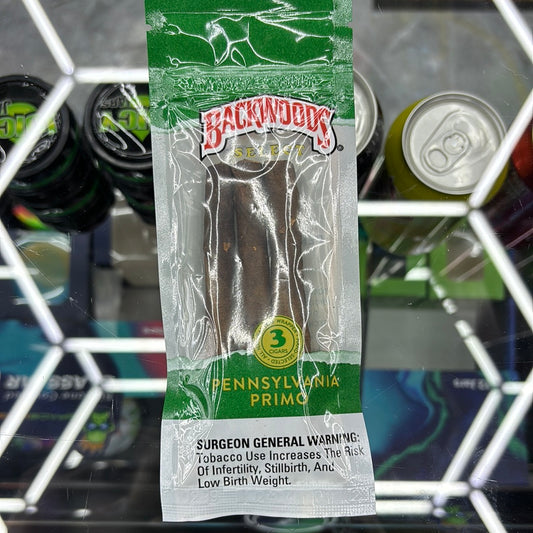 BACKWOODS®
SELECT
3
CIGARS
PENNSYLVANIA
PRIMO
SURGEON GENERAL WARNING:
Tobacco Use Increases The Risk
Of Infertility, Stillbirth, And
Low Birth Weight.